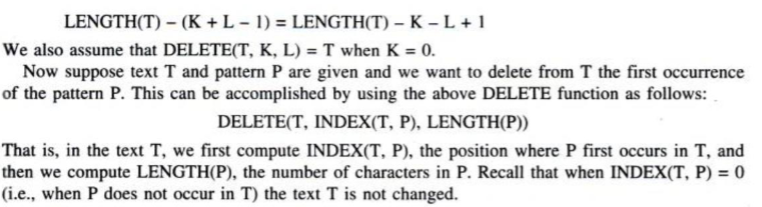 LENGTH(T) – (K + L – 1) = LENGTH(T) – K – L + 1
We also assume that DELETE(T, K, L) = T when K = 0.
Now suppose text T and pattern P are given and we want to delete from T the first occurrence
of the pattern P. This can be accomplished by using the above DELETE function as follows:
DELETE(T, INDEX(T, P), LENGTH(P))
That is, in the text T, we first compute INDEX(T, P), the position where P first occurs in T, and
then we compute LENGTH(P), the number of characters in P. Recall that when INDEX(T, P) = 0
(i.e., when P does not occur in T) the text T is not changed.